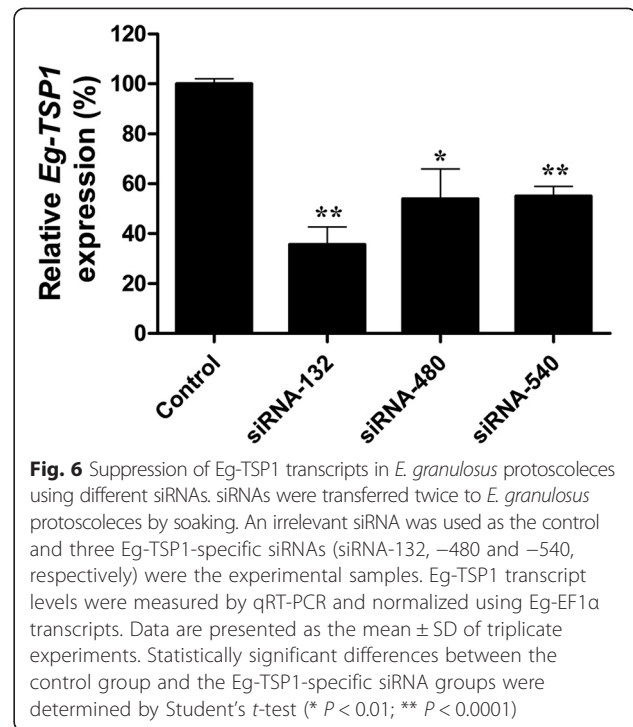 120
100
80
60
40
20
0
Relative Eg-TSP1
expression (%)
**
*
**
Control
siRNA-132
siRNA-480
siRNA-540
Fig. 6 Suppression of Eg-TSP1 transcripts in E. granulosus protoscoleces
using different siRNAs. siRNAs were transferred twice to E. granulosus
protoscoleces by soaking. An irrelevant siRNA was used as the control
and three Eg-TSP1-specific siRNAs (siRNA-132, −480 and −540,
respectively) were the experimental samples. Eg-TSP1 transcript
levels were measured by qRT-PCR and normalized using Eg-EF1α
transcripts. Data are presented as the mean ± SD of triplicate
experiments. Statistically significant differences between the
control group and the Eg-TSP1-specific siRNA groups were
determined by Student's t-test (* P < 0.01; ** P < 0.0001)